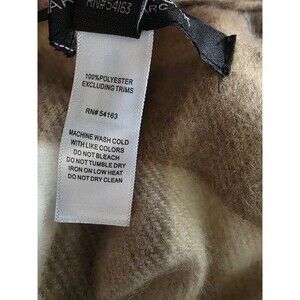 RN#54163
100%POLYESTER
EXCLUDING TRIMS
RN# 54163
MACHINE WASH COLD
WITH LIKE COLORS
DO NOT BLEACH
DO NOT TUMBLE DRY
IRON ON LOW HEAT
DO NOT DRY CLEAN